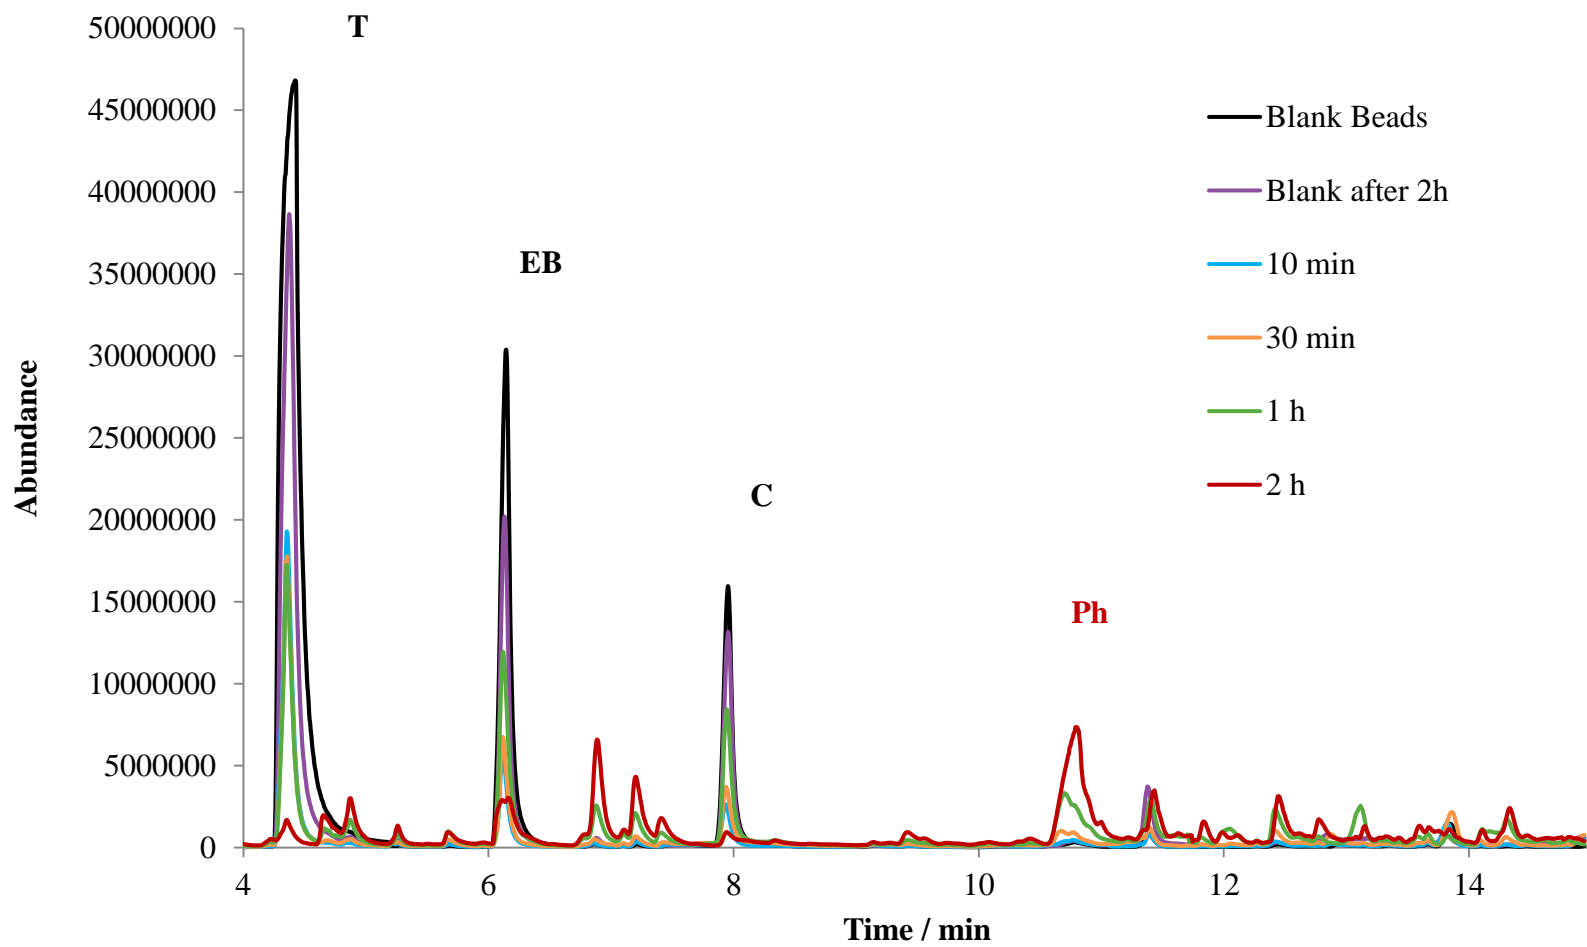 T
EB
C
Ph
50000000
45000000
40000000
35000000
30000000
25000000
20000000
15000000
10000000
5000000
0
Abundance
4
6
8
10
12
14
Time / min
Blank Beads
Blank after 2h
10 min
30 min
1 h
2 h